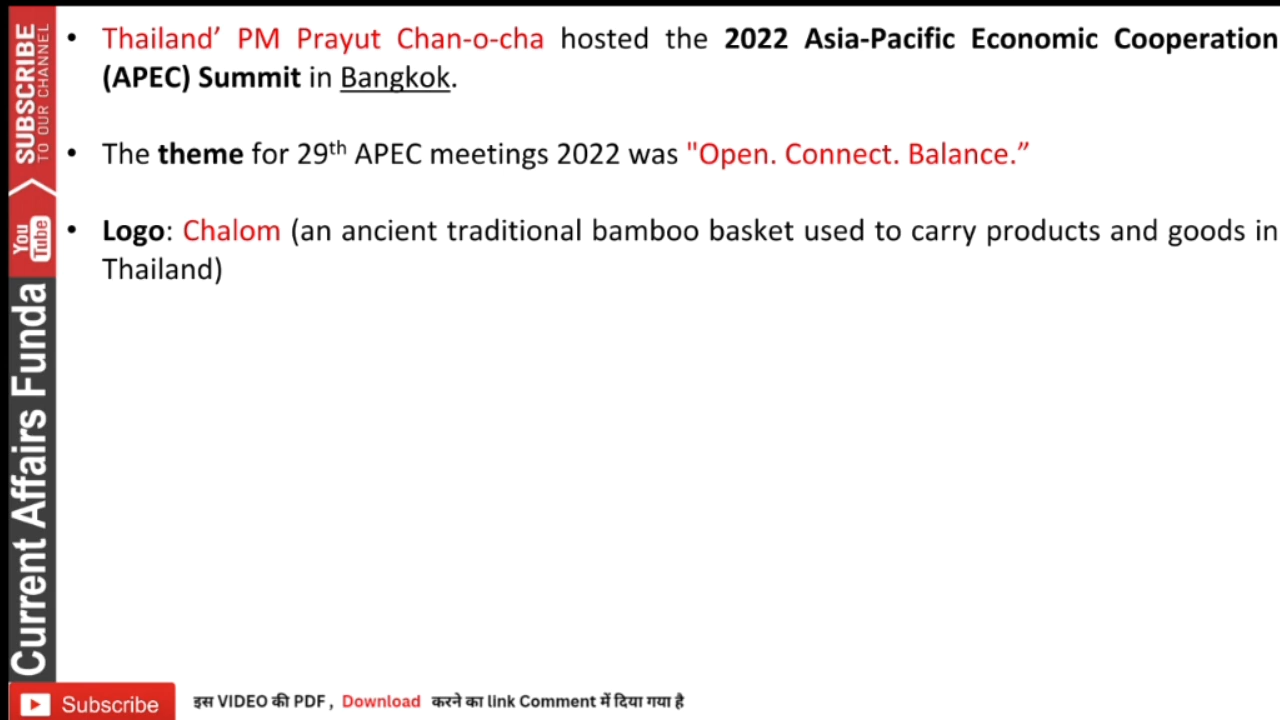 • Thailand’ PM Prayut Chan-o-cha hosted the 2022 Asia-Pacific Economic Cooperation
(APEC) Summit in Bangkok.
• The theme for 29th APEC meetings 2022 was "Open. Connect. Balance.”
• Logo: Chalom (an ancient traditional bamboo basket used to carry products and goods in
Thailand)
SUBSCRIBE
TO OUR CHANNEL
You
Tube
Current Affairs Funda
Subscribe
इस VIDEO की PDF , Download करने का link Comment में दिया गया है